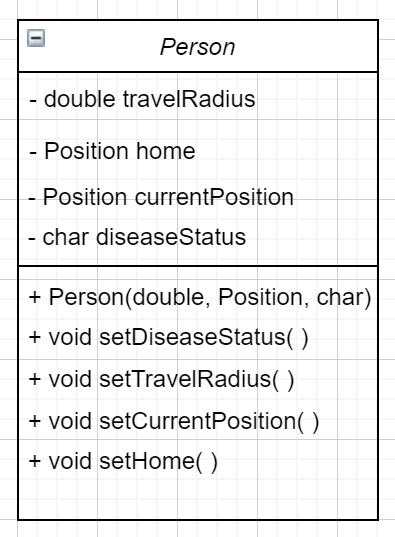 Person
- double travelRadius
- Position home
- Position currentPosition
- char diseaseStatus
+ Person(double, Position, char)
+ void setDiseaseStatus( )
+ void setTravelRadius( )
+ void setCurrentPosition( )
+ void setHome( )